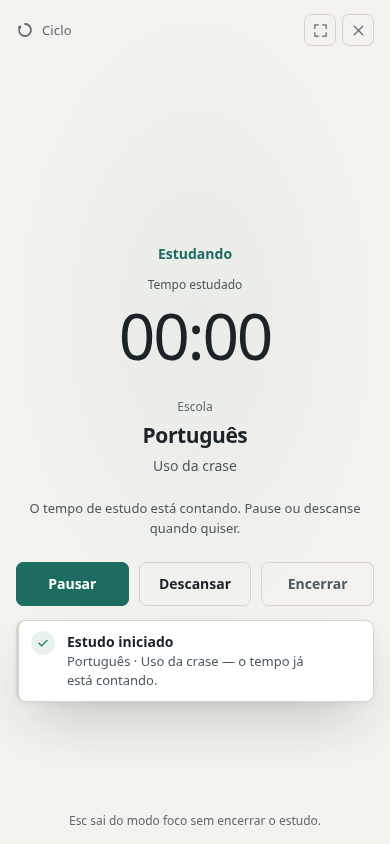 Ciclo
Estudando
Tempo estudado
00:00
Escola
Português
Uso da crase
O tempo de estudo está contando. Pause ou descanse
quando quiser.
Pausar
Descansar
Encerrar
Estudo iniciado
Português · Uso da crase — o tempo já
está contando.
Esc sai do modo foco sem encerrar o estudo.